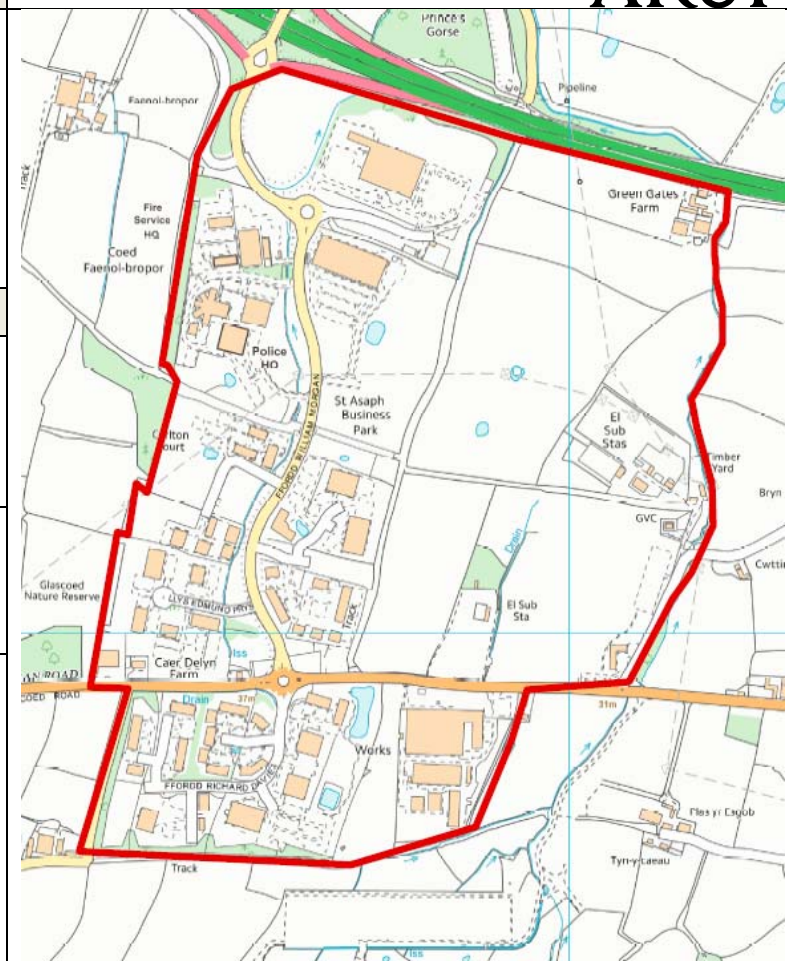 Prince's
Gorse
Pipeline
Faenol-bropor
Track
Green Gates
Farm
Fire
Service
HQ
Coed
Faenol-bropor
Police
HQ
St Asaph
Business
Park
FFORDD WILLIAM MORGAN
El
Sub
Stas
Timber
Yard
Bryn
GVC
Drain
Glascoed
Nature Reserve
LLYS EDMUND PRYS
Track
El Sub
Sta
Iss
Caer Delyn
Farm
Drain
37m
31m
Works
FFORDD RICHARD DAVIES
Plas yr Esgob
Tyn-y-caeau
Track
Iss